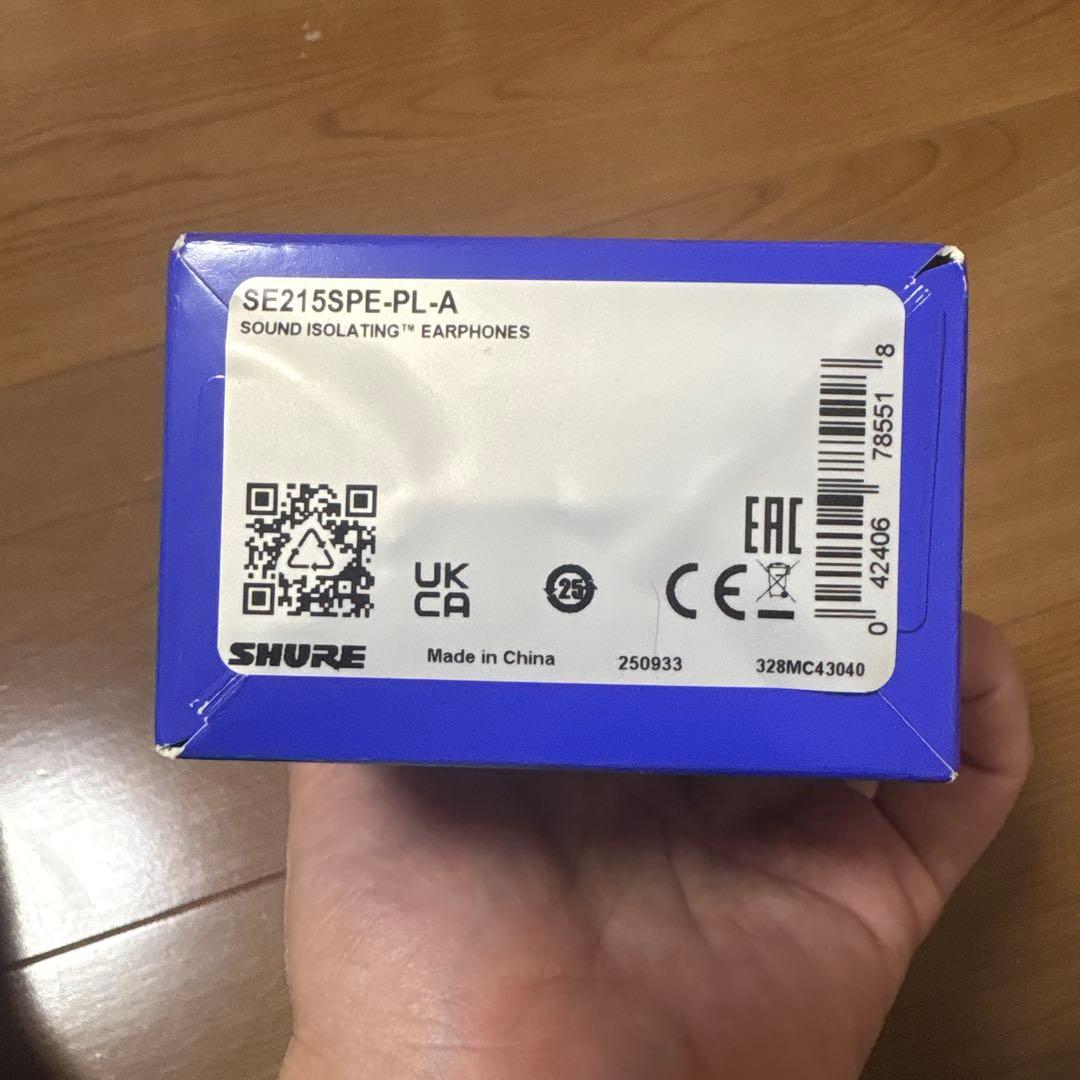 SE215SPE-PL-A
SOUND ISOLATING™ EARPHONES
EAC
UK
CA
25
CE
SHURE
Made in China
250933
328MC43040
0 42406 78551 8